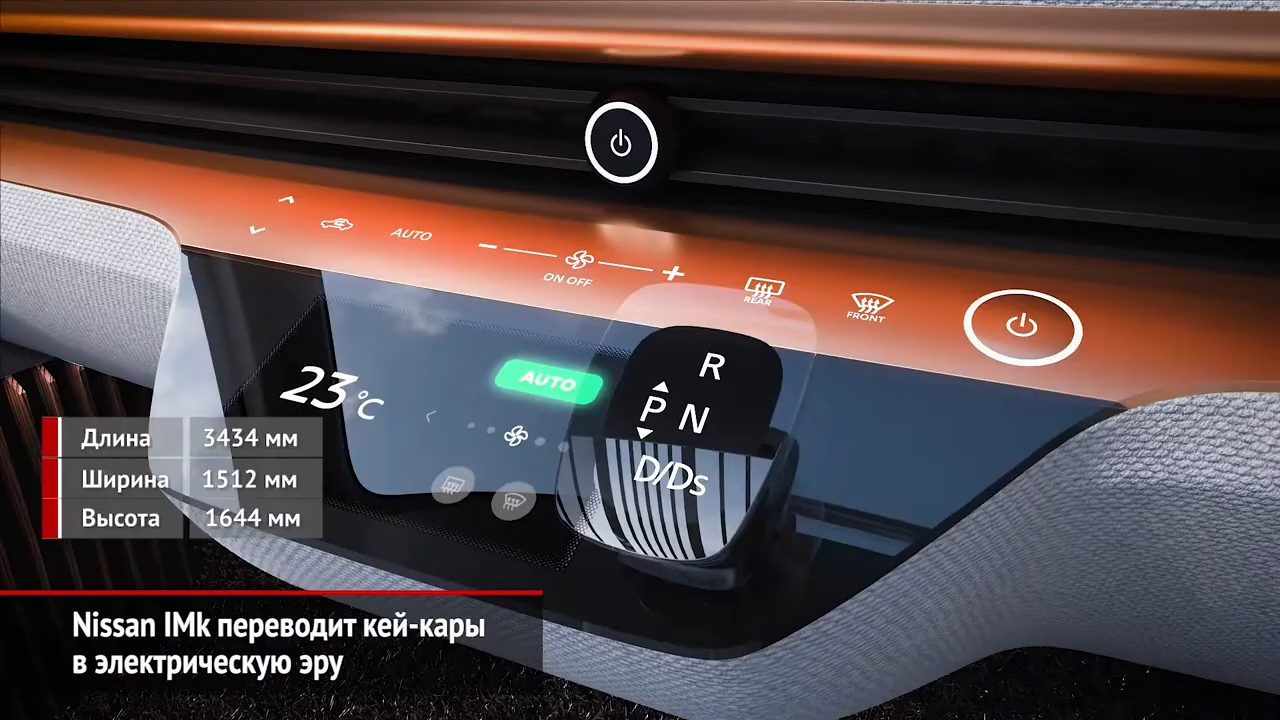 AUTO
ON OFF
REAR
FRONT
R
P N
D/Ds
23°C
AUTO
Длина 3434 мм
Ширина 1512 мм
Высота 1644 мм
Nissan IMk переводит кей-кары
в электрическую эру